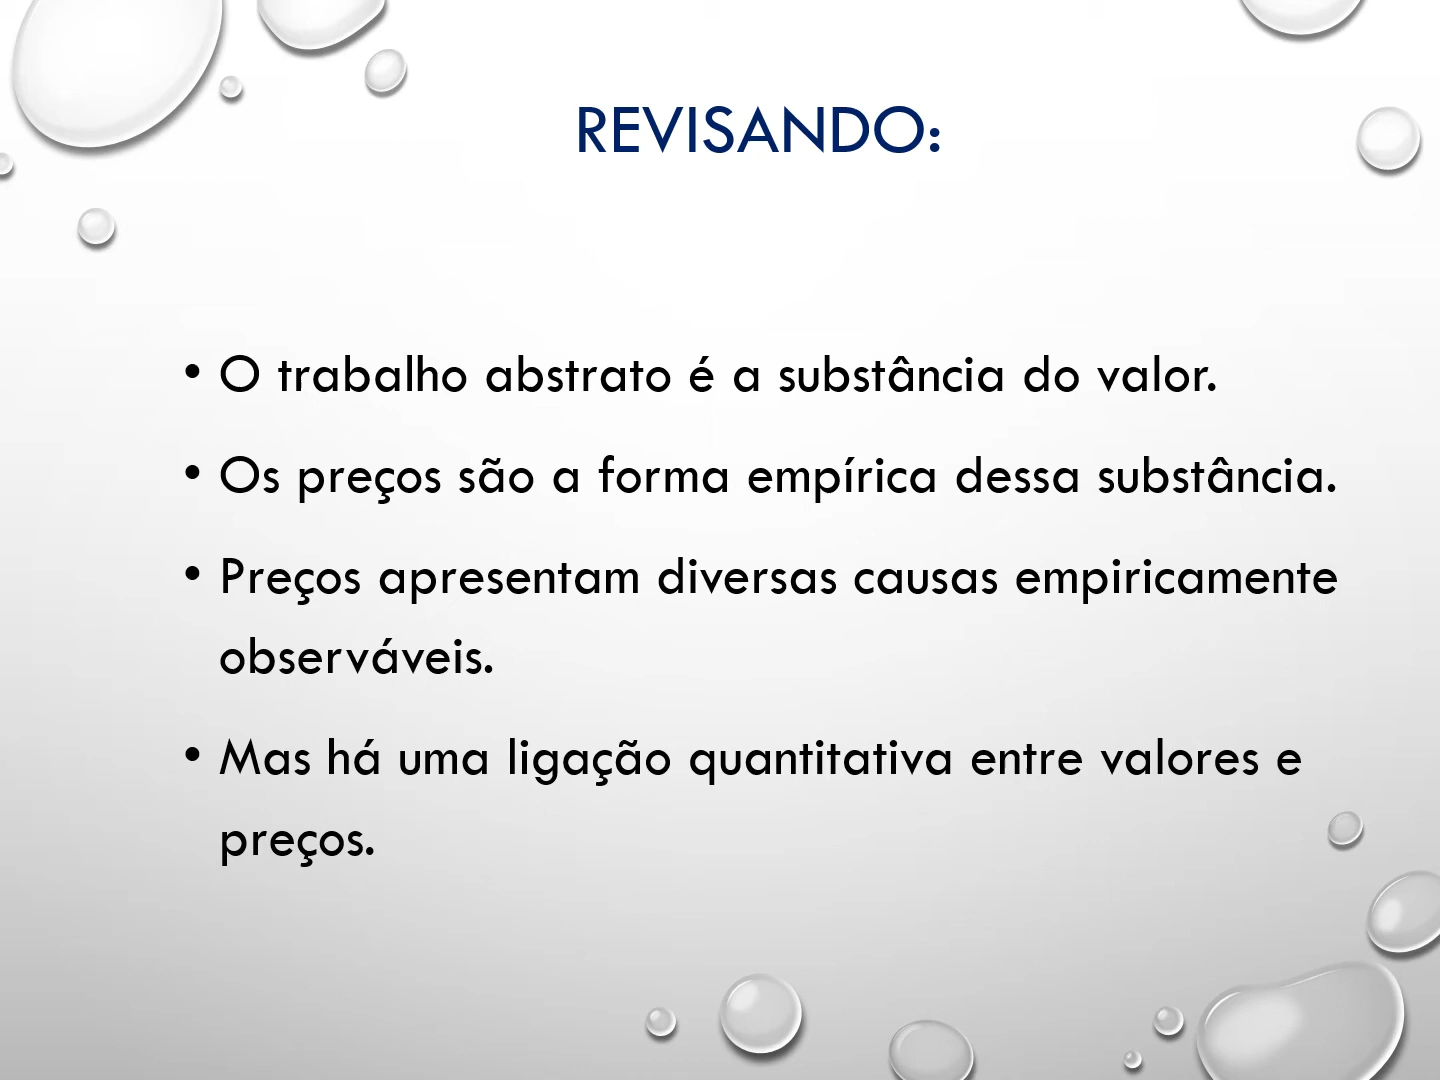 REVISANDO:
• O trabalho abstrato é a substância do valor.
• Os preços são a forma empírica dessa substância.
• Preços apresentam diversas causas empiricamente
observáveis.
• Mas há uma ligação quantitativa entre valores e
preços.